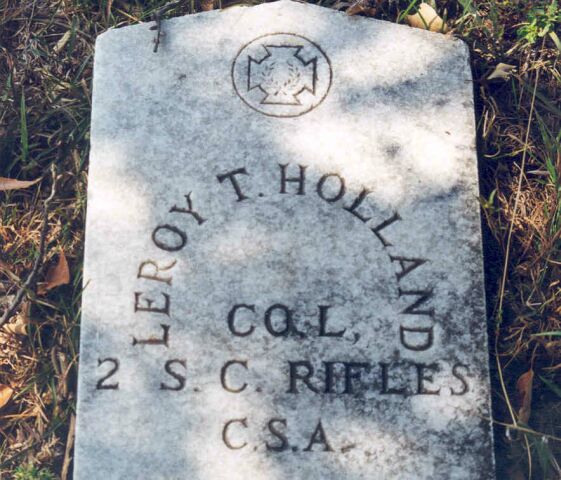 LEROY T. HOLLAND
CO. L,
2 S. C. RIFLES
C.S.A.